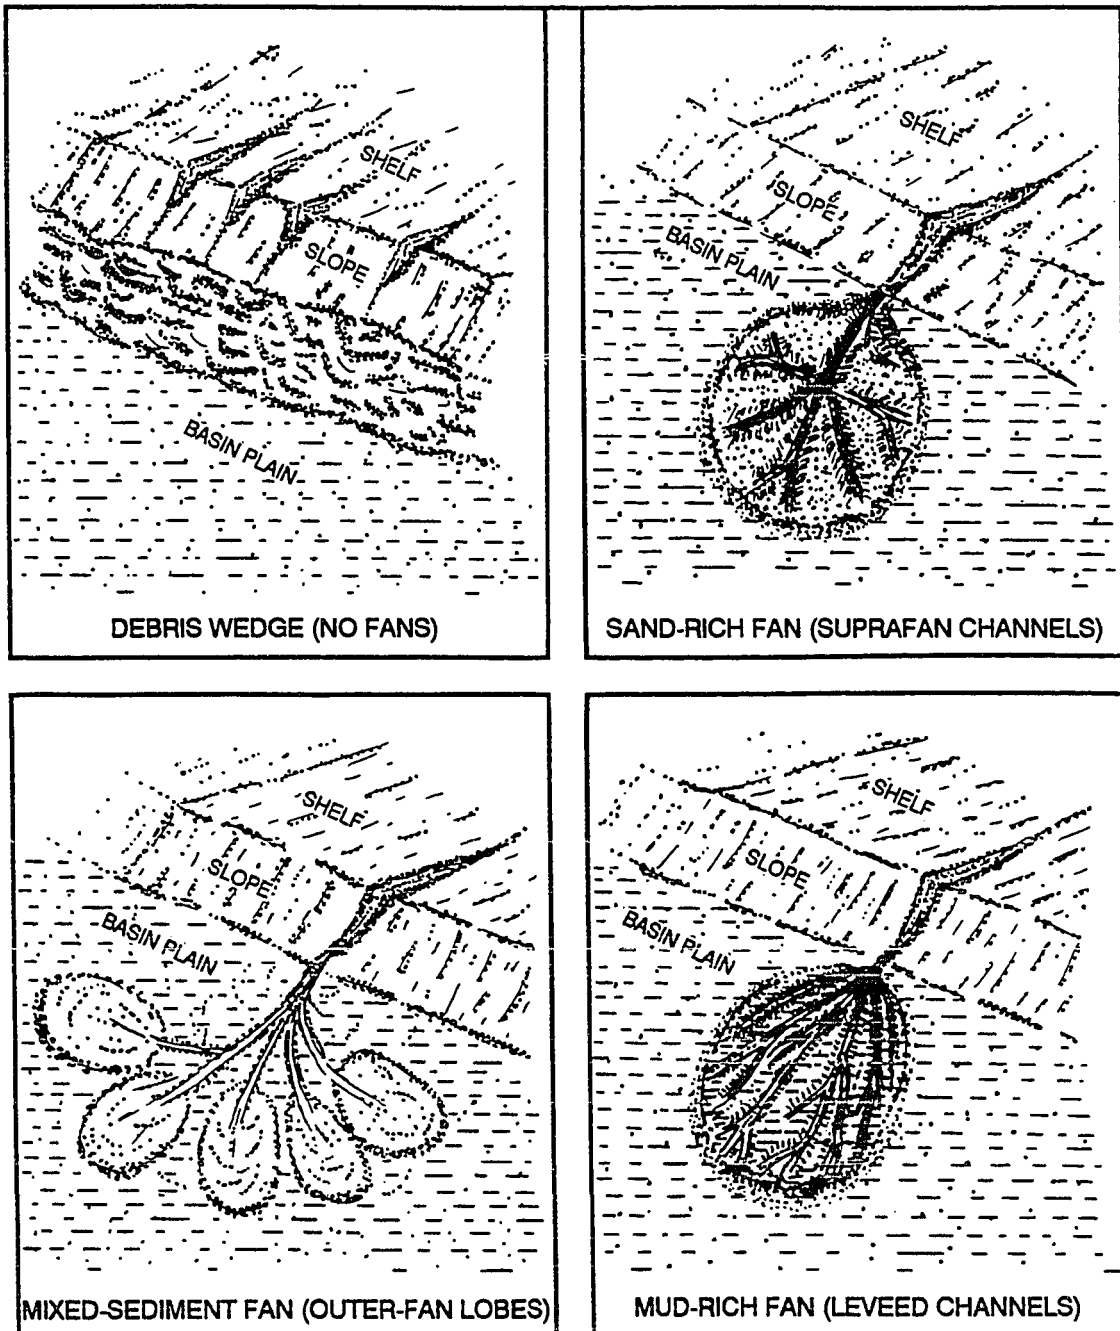 SHELF
SLOPE
BASIN PLAIN
DEBRIS WEDGE (NO FANS)
SHELF
SLOPE
BASIN PLAIN
SAND-RICH FAN (SUPRAFAN CHANNELS)
SHELF
SLOPE
BASIN PLAIN
MIXED-SEDIMENT FAN (OUTER-FAN LOBES)
SHELF
SLOPE
BASIN PLAIN
MUD-RICH FAN (LEVEED CHANNELS)